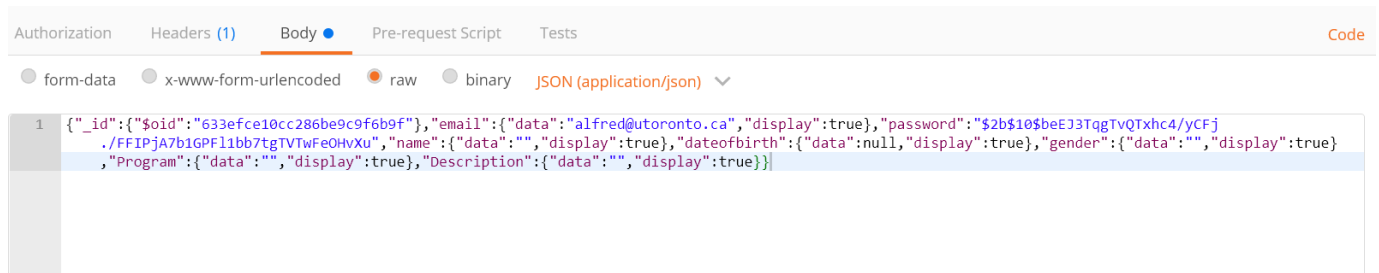 Authorization Headers (1) Body Pre-request Script Tests Code
form-data x-www-form-urlencoded raw binary JSON (application/json)
1 {"_id":{"$oid":"633efce10cc286be9c9f6b9f"},"email":{"data":"alfred@utoronto.ca","display":true},"password":"$2b$10$beEJ3TqgTvQTxhc4/yCFj
./FFIPjA7b1GPFl1bb7tgTVTwFeOHvXu","name":{"data":"","display":true},"dateofbirth":{"data":null,"display":true},"gender":{"data":"","display":true}
,"Program":{"data":"","display":true},"Description":{"data":"","display":true}}